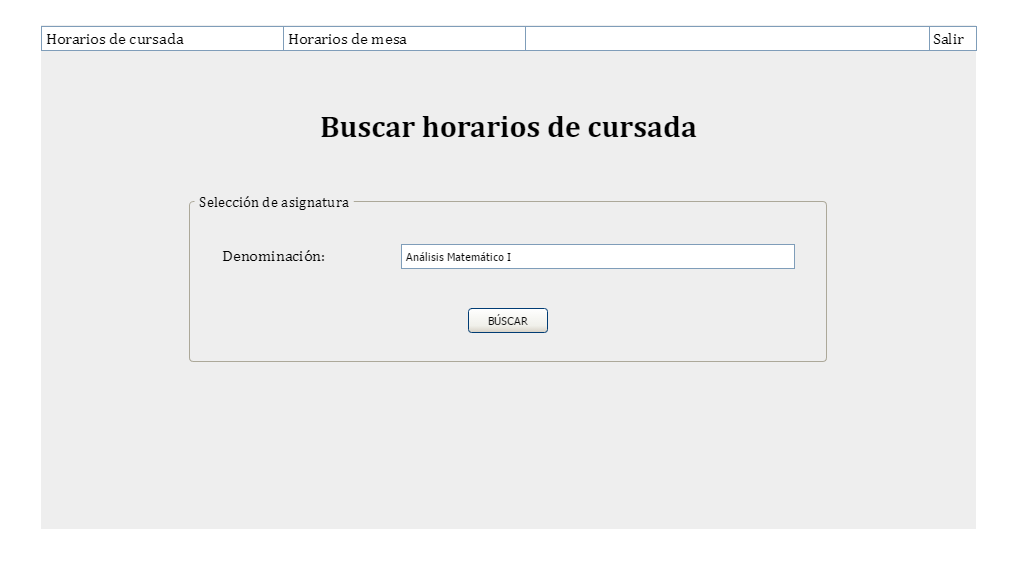 Horarios de cursada Horarios de mesa Salir
Buscar horarios de cursada
Selección de asignatura
Denominación: Análisis Matemático I
BÚSCAR